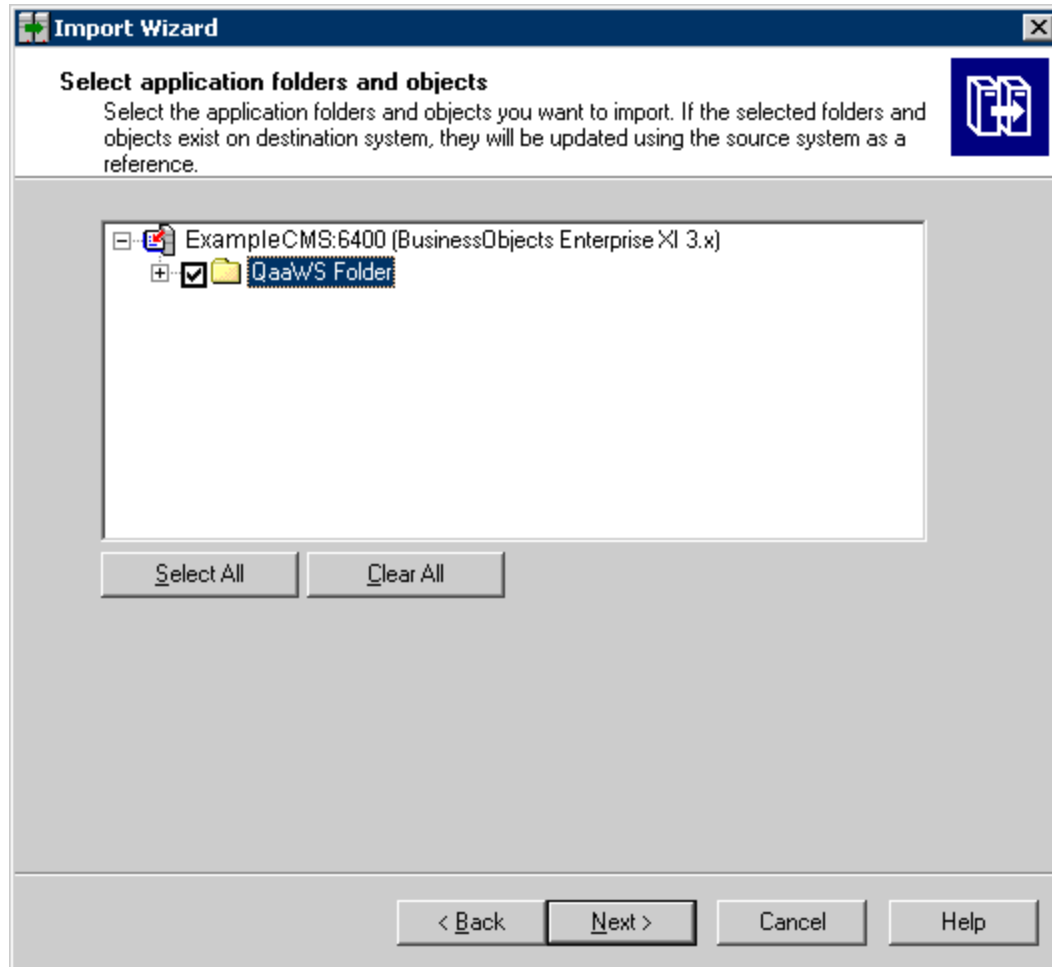 Import Wizard
Select application folders and objects
Select the application folders and objects you want to import. If the selected folders and
objects exist on destination system, they will be updated using the source system as a
reference.
ExampleCMS:6400 (BusinessObjects Enterprise XI 3.x)
QaaWS Folder
Select All Clear All
< Back Next > Cancel Help